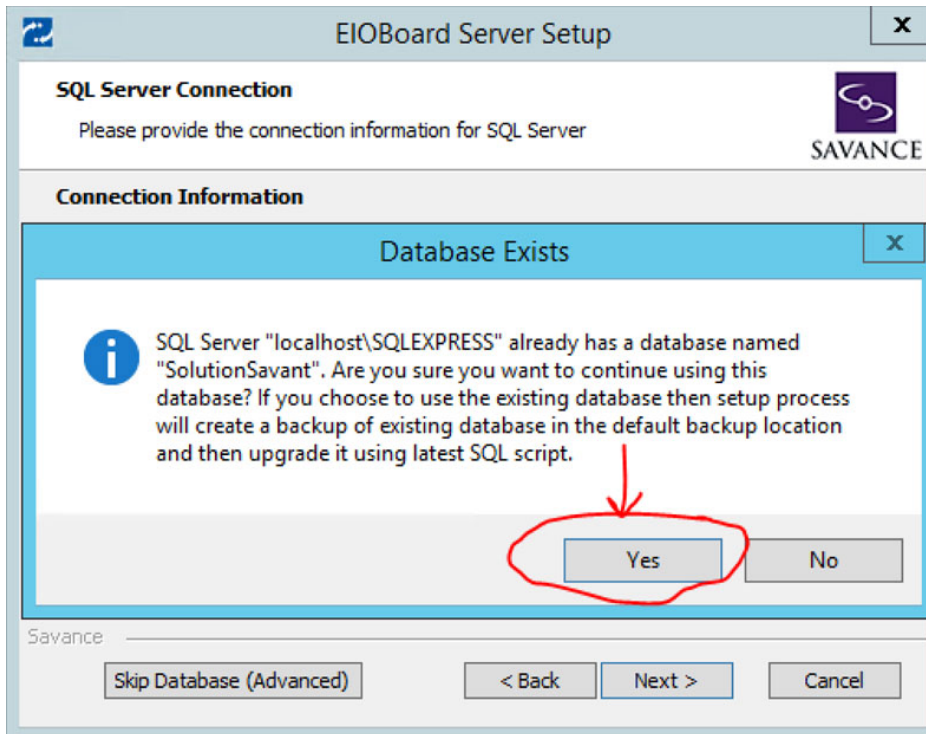 EIOBoard Server Setup
x
SQL Server Connection
Please provide the connection information for SQL Server
SAVANCE
Connection Information
Database Exists
x
SQL Server "localhost\SQLEXPRESS" already has a database named
"SolutionSavant". Are you sure you want to continue using this
database? If you choose to use the existing database then setup process
will create a backup of existing database in the default backup location
and then upgrade it using latest SQL script.
Yes
No
Savance
Skip Database (Advanced)
< Back
Next >
Cancel